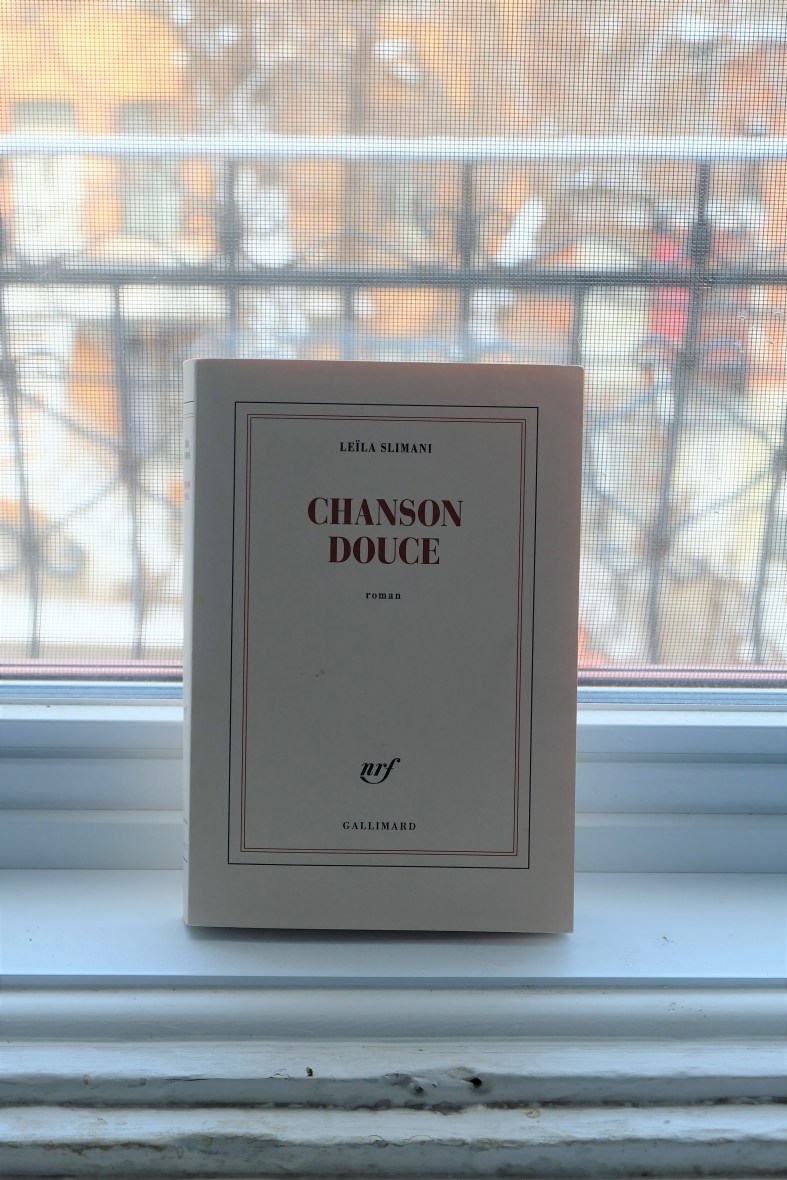 LEÏLA SLIMANI
CHANSON
DOUCE
roman
nrf
GALLIMARD